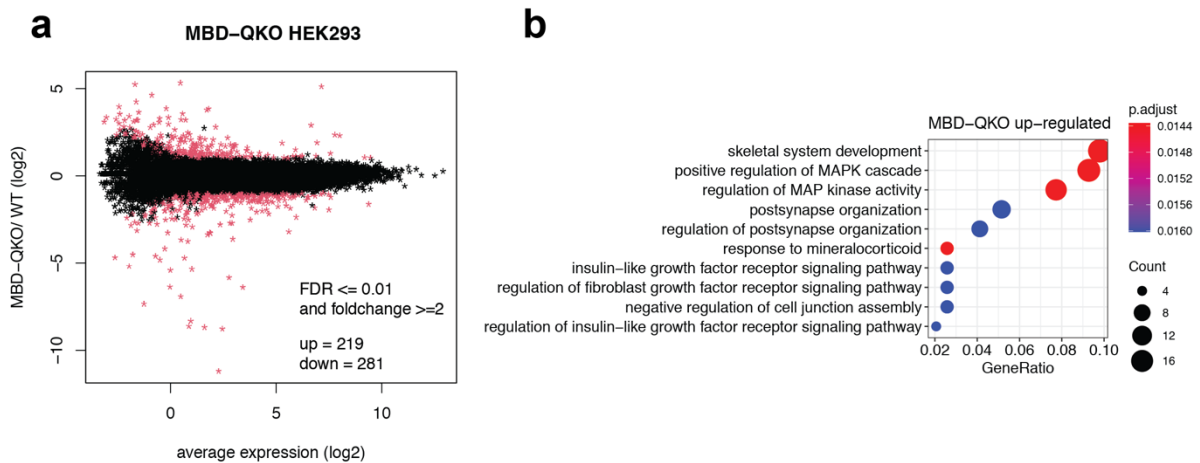 a
MBD-QKO HEK293
MBD-QKO/ WT (log2)
5
0
−5
−10
FDR <= 0.01
and foldchange >=2
up = 219
down = 281
0 5 10
average expression (log2)
b
MBD-QKO up-regulated
skeletal system development
positive regulation of MAPK cascade
regulation of MAP kinase activity
postsynapse organization
regulation of postsynapse organization
response to mineralocorticoid
insulin-like growth factor receptor signaling pathway
regulation of fibroblast growth factor receptor signaling pathway
negative regulation of cell junction assembly
regulation of insulin-like growth factor receptor signaling pathway
0.02 0.04 0.06 0.08 0.10
GeneRatio
p.adjust
0.0144
0.0148
0.0152
0.0156
0.0160
Count
4
8
12
16